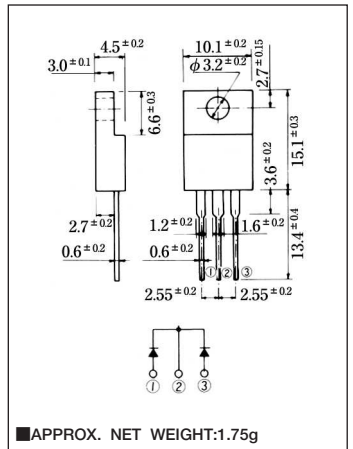 4.5 ± 0.2
3.0 ± 0.1
10.1 ± 0.2
φ3.2 ± 0.2
2.7 ± 0.15
6.6 ± 0.3
15.1 ± 0.3
3.6 ± 0.2
2.7 ± 0.2
1.2 ± 0.2
1.6 ± 0.2
13.4 ± 0.4
0.6 ± 0.2
0.6 ± 0.2
① ② ③
2.55 ± 0.2
2.55 ± 0.2
① ② ③
■APPROX. NET WEIGHT:1.75g